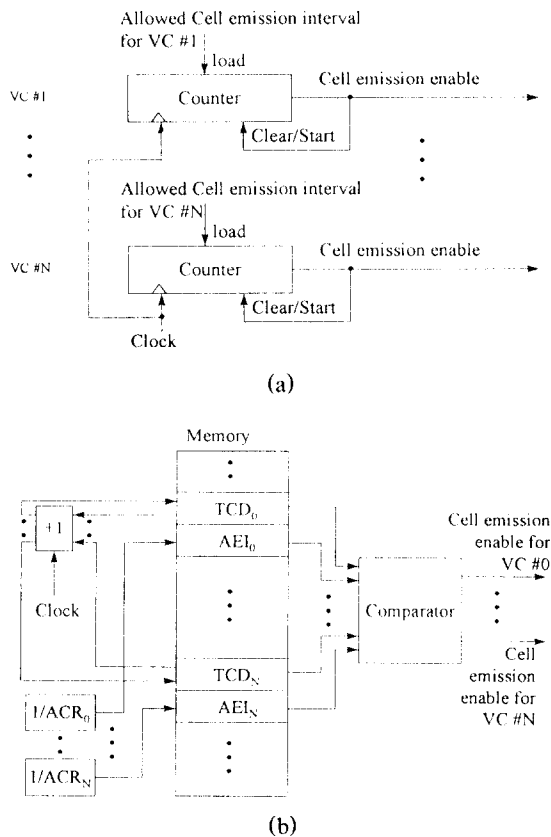 Allowed Cell emission interval
for VC #1
load
VC #1
Counter
Cell emission enable
Clear/Start
Allowed Cell emission interval
for VC #N
load
VC #N
Counter
Cell emission enable
Clear/Start
Clock
(a)
Memory
+1
TCD0
AEI0
Clock
Cell emission
enable for
VC #0
Comparator
TCDN
AEIN
1/ACR0
1/ACRN
Cell
emission
enable for
VC #N
(b)